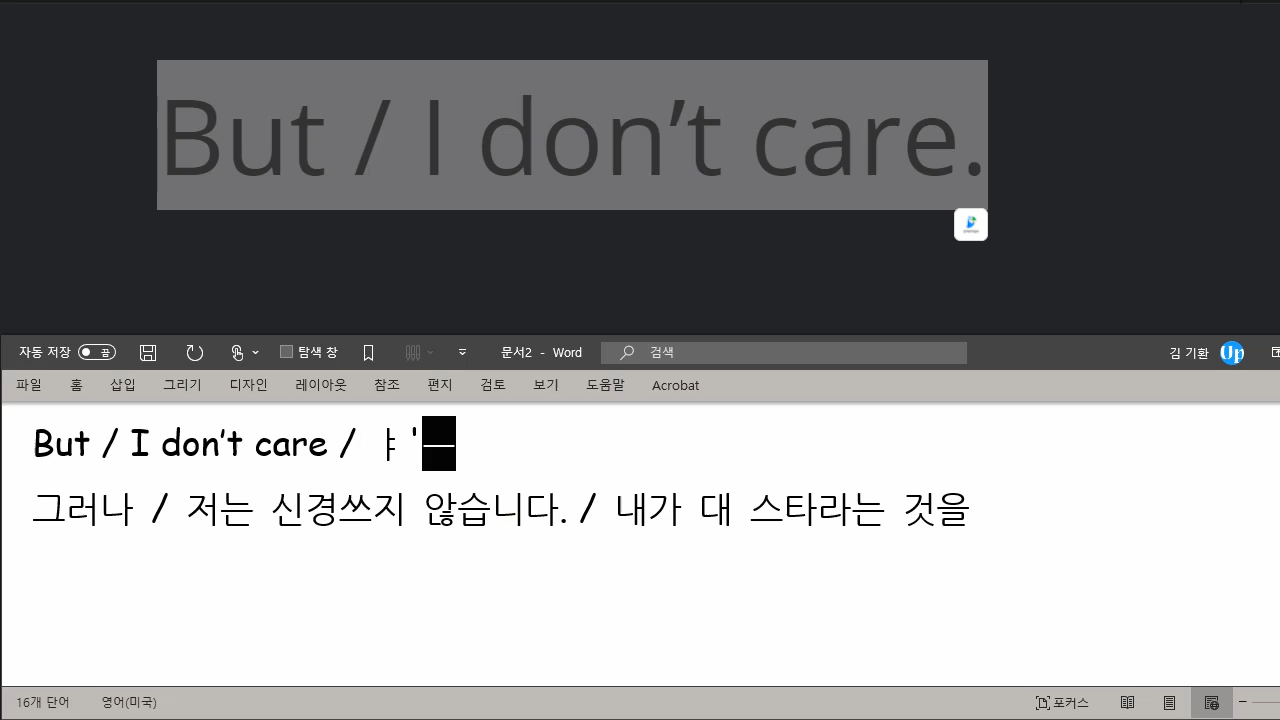 But / I don’t care.
자동 저장 끔 탐색 창 문서2 - Word 검색 김 기환 Up
파일 홈 삽입 그리기 디자인 레이아웃 참조 편지 검토 보기 도움말 Acrobat
But / I don’t care / ㅑ'ㅡ
그러나 / 저는 신경쓰지 않습니다. / 내가 대 스타라는 것을
16개 단어 영어(미국) 포커스